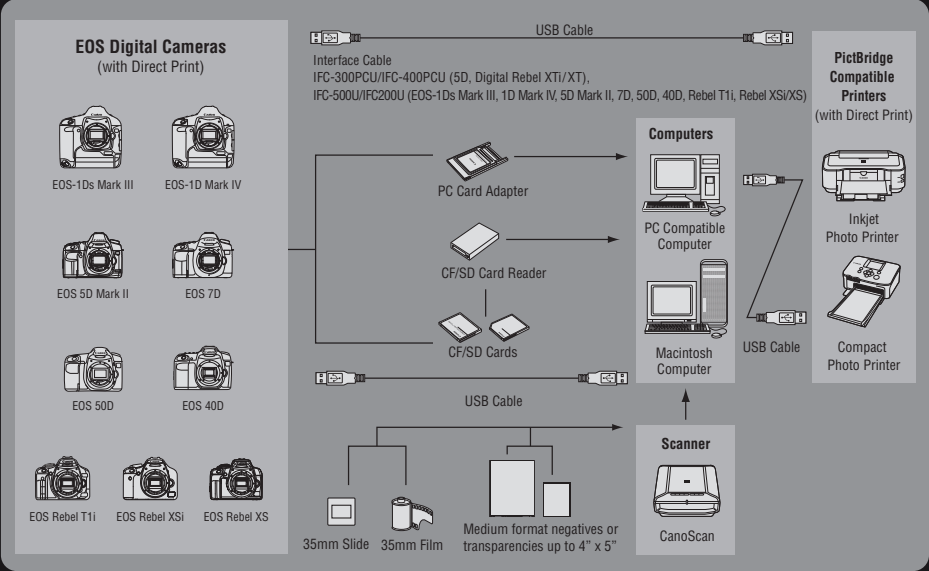 EOS Digital Cameras
(with Direct Print)
EOS-1Ds Mark III
EOS-1D Mark IV
EOS 5D Mark II
EOS 7D
EOS 50D
EOS 40D
EOS Rebel T1i
EOS Rebel XSi
EOS Rebel XS
USB Cable
Interface Cable
IFC-300PCU/IFC-400PCU (5D, Digital Rebel XTi/XT),
IFC-500U/IFC200U (EOS-1Ds Mark III, 1D Mark IV, 5D Mark II, 7D, 50D, 40D, Rebel T1i, Rebel XSi/XS)
PC Card Adapter
CF/SD Card Reader
CF/SD Cards
USB Cable
35mm Slide
35mm Film
Medium format negatives or
transparencies up to 4” x 5”
Computers
PC Compatible
Computer
Macintosh
Computer
Scanner
CanoScan
USB Cable
PictBridge
Compatible
Printers
(with Direct Print)
Inkjet
Photo Printer
Compact
Photo Printer